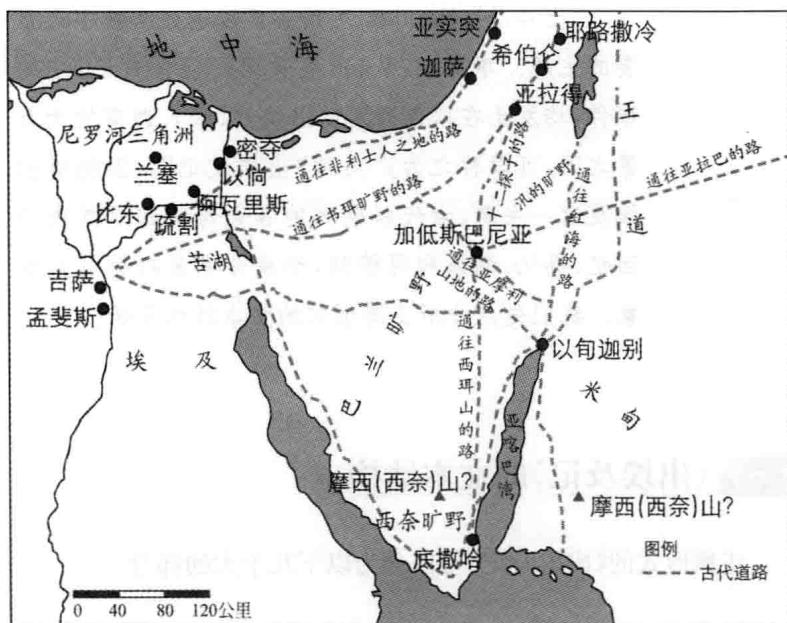 地中海
亚实突
耶路撒冷
希伯仑
迦萨
亚拉得
王道
尼罗河三角洲
密夺
兰塞
以倘
通往非利士人之地的路
十二探子的路
汛的旷野
通往红海的路
通往亚拉巴的路
比东
疏割
阿瓦里斯
通往书珥旷野的路
加低斯巴尼亚
苦湖
通往亚摩利
山地的路
吉萨
孟斐斯
巴兰旷野
通往西珥山的路
以旬迦别
埃及
米甸
亚喀巴湾
摩西(西奈)山?
摩西(西奈)山?
西奈旷野
底撒哈
图例
古代道路
0 40 80 120公里